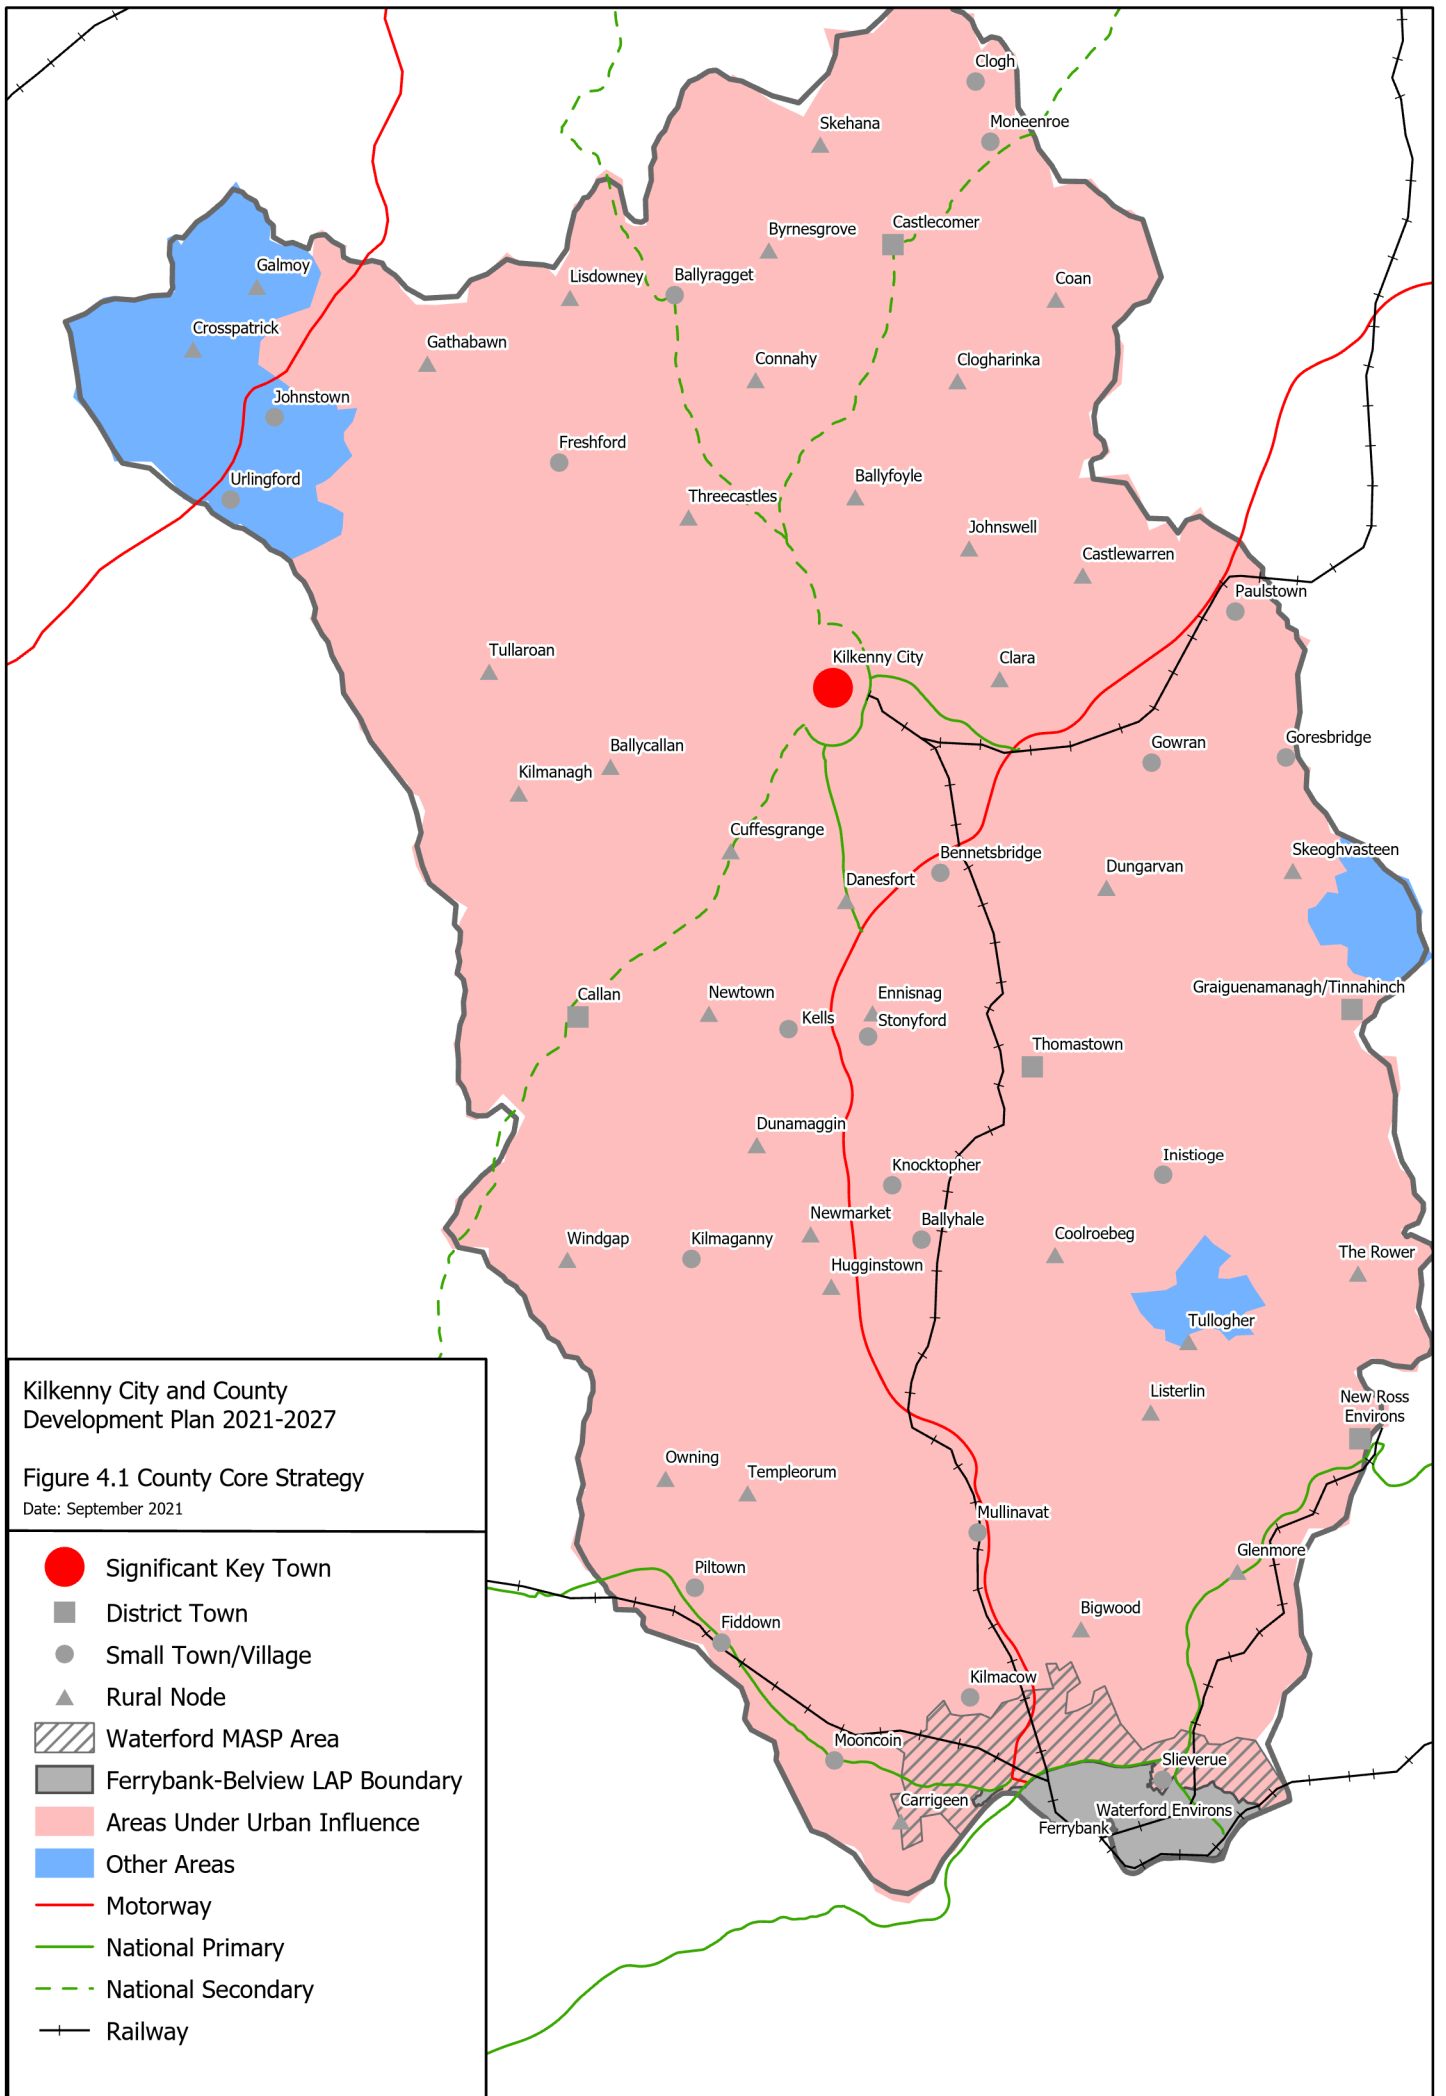 Clogh
Moneenroe
Skehana
Castlecomer
Byrnesgrove
Galmoy
Lisdowney
Ballyragget
Coan
Crosspatrick
Gathabawn
Connahy
Clogharinka
Johnstown
Freshford
Urlingford
Ballyfoyle
Threecastles
Johnswell
Castlewarren
Paulstown
Tullaroan
Kilkenny City
Clara
Ballycallan
Gowran
Goresbridge
Kilmanagh
Cuffesgrange
Bennetsbridge
Skeoghvasteen
Danesfort
Dungarvan
Callan
Newtown
Ennisnag
Graiguenamanagh/Tinnahinch
Kells
Stonyford
Thomastown
Dunamaggin
Knocktopher
Inistioge
Newmarket
Ballyhale
Windgap
Kilmaganny
Coolroebeg
The Rower
Hugginstown
Tullogher
Listerlin
New Ross
Environs
Owning
Templeorum
Mullinavat
Glenmore
Piltown
Fiddown
Bigwood
Kilmacow
Mooncoin
Slieverue
Carrigeen
Waterford Environs
Ferrybank
Kilkenny City and County
Development Plan 2021-2027
Figure 4.1 County Core Strategy
Date: September 2021
Significant Key Town
District Town
Small Town/Village
Rural Node
Waterford MASP Area
Ferrybank-Belview LAP Boundary
Areas Under Urban Influence
Other Areas
Motorway
National Primary
National Secondary
Railway